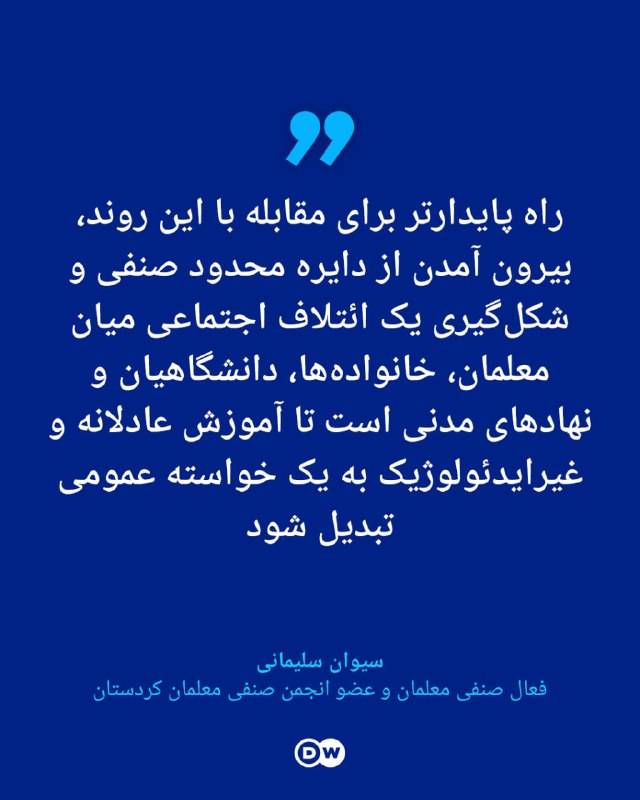 راه پایدارتر برای مقابله با این روند،
بیرون آمدن از دایره محدود صنفی و
شکل‌گیری یک ائتلاف اجتماعی میان
معلمان، خانواده‌ها، دانشگاهیان و
نهادهای مدنی است تا آموزش عادلانه و
غیرایدئولوژیک به یک خواسته عمومی
تبدیل شود
سیوان سلیمانی
فعال صنفی معلمان و عضو انجمن صنفی معلمان کردستان
DW